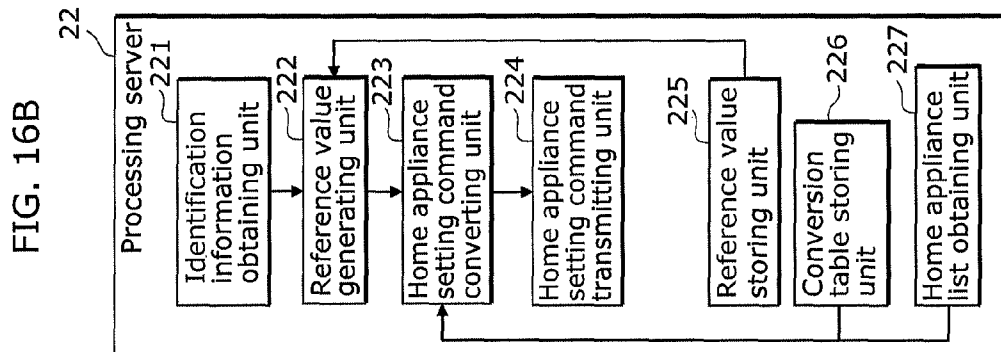 FIG. 16B
22
Processing server
221
Identification
information
obtaining unit
222
Reference value
generating unit
223
Home appliance
setting command
converting unit
224
Home appliance
setting command
transmitting unit
225
Reference value
storing unit
226
Conversion
table storing
unit
227
Home appliance
list obtaining unit